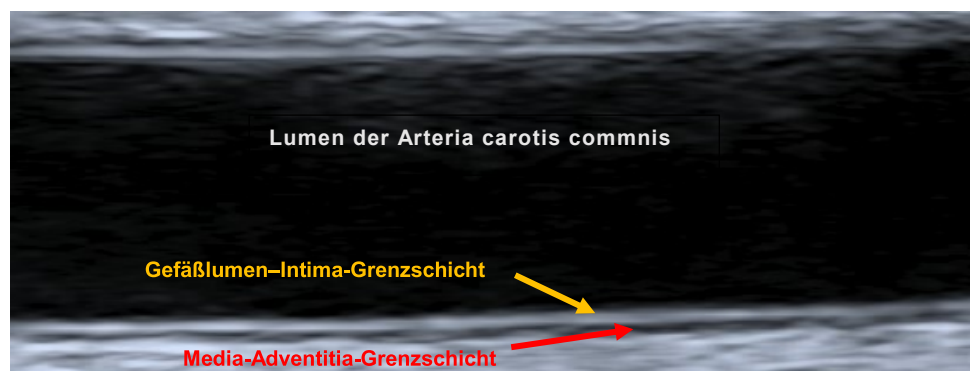 Lumen der Arteria carotis commnis
Gefäßlumen–Intima-Grenzschicht
Media-Adventitia-Grenzschicht